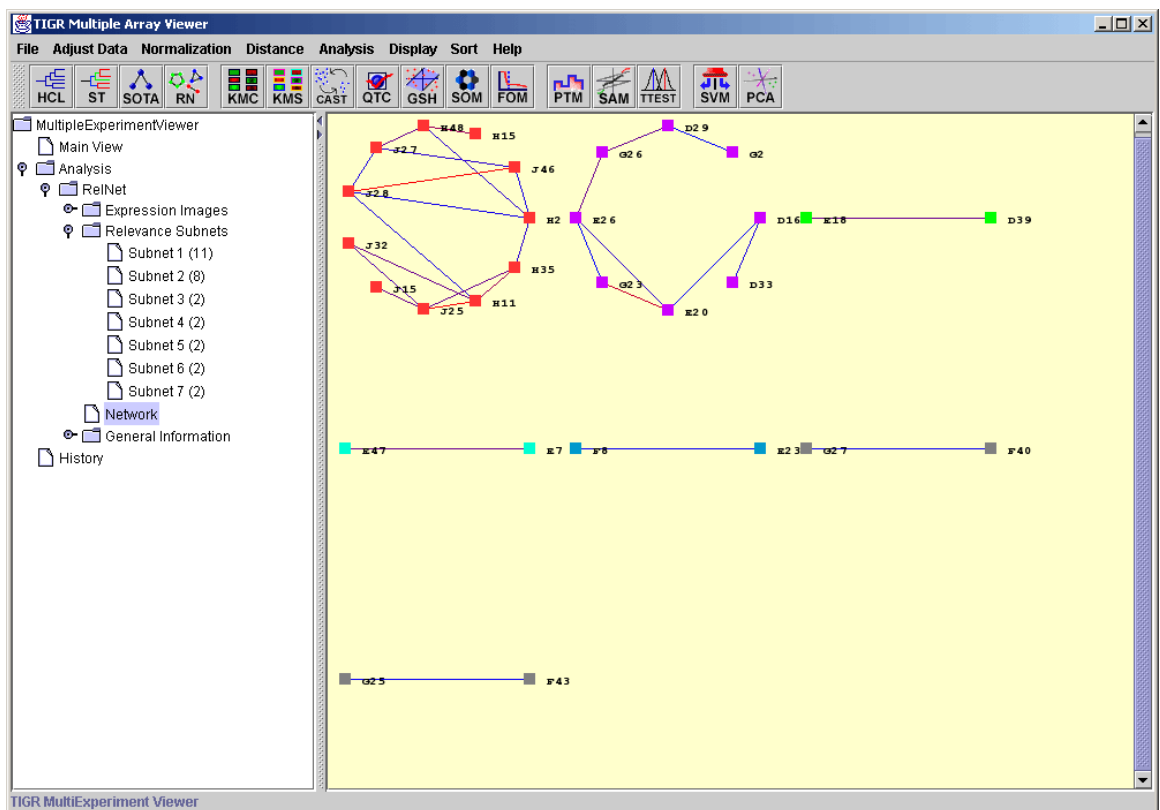 TIGR Multiple Array Viewer
File Adjust Data Normalization Distance Analysis Display Sort Help
HCL ST SOTA RN KMC KMS CAST QTC GSH SOM FOM PTM SAM TTEST SVM PCA
MultipleExperimentViewer
Main View
Analysis
RelNet
Expression Images
Relevance Subnets
Subnet 1 (11)
Subnet 2 (8)
Subnet 3 (2)
Subnet 4 (2)
Subnet 5 (2)
Subnet 6 (2)
Subnet 7 (2)
Network
General Information
History
H48 H15 D29
J27 G26 G2
J46
J28
H2 E26 D16 E18 D39
J32
H35
J15 G23 D33
H11
J25 E20
E47 E7 F8 E23 G27 F40
G25 F43
TIGR MultiExperiment Viewer